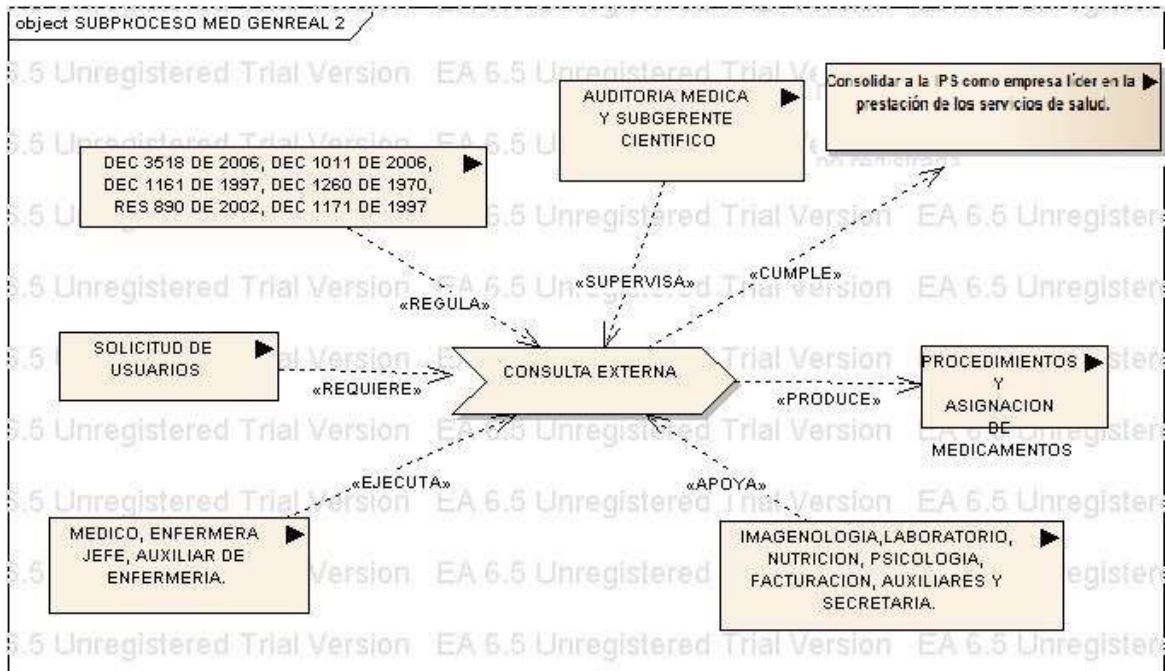 object SUBPROCESO MED GENREAL 2
6.5 Unregistered Trial Version EA 6.5 Unregistered Trial
Consolidar a la IPS como empresa líder en la
prestación de los servicios de salud.
AUDITORIA MEDICA
Y SUBGERENTE
CIENTIFICO
DEC 3518 DE 2006, DEC 1011 DE 2006,
DEC 1161 DE 1997, DEC 1260 DE 1970,
RES 890 DE 2002, DEC 1171 DE 1997
«REGULA»
«SUPERVISA»
«CUMPLE»
SOLICITUD DE
USUARIOS
«REQUIERE»
CONSULTA EXTERNA
«PRODUCE»
PROCEDIMIENTOS
Y
ASIGNACION
DE
MEDICAMENTOS
«EJECUTA»
«APOYA»
MEDICO, ENFERMERA
JEFE, AUXILIAR DE
ENFERMERIA.
IMAGENOLOGIA,LABORATORIO,
NUTRICION, PSICOLOGIA,
FACTURACION, AUXILIARES Y
SECRETARIA.